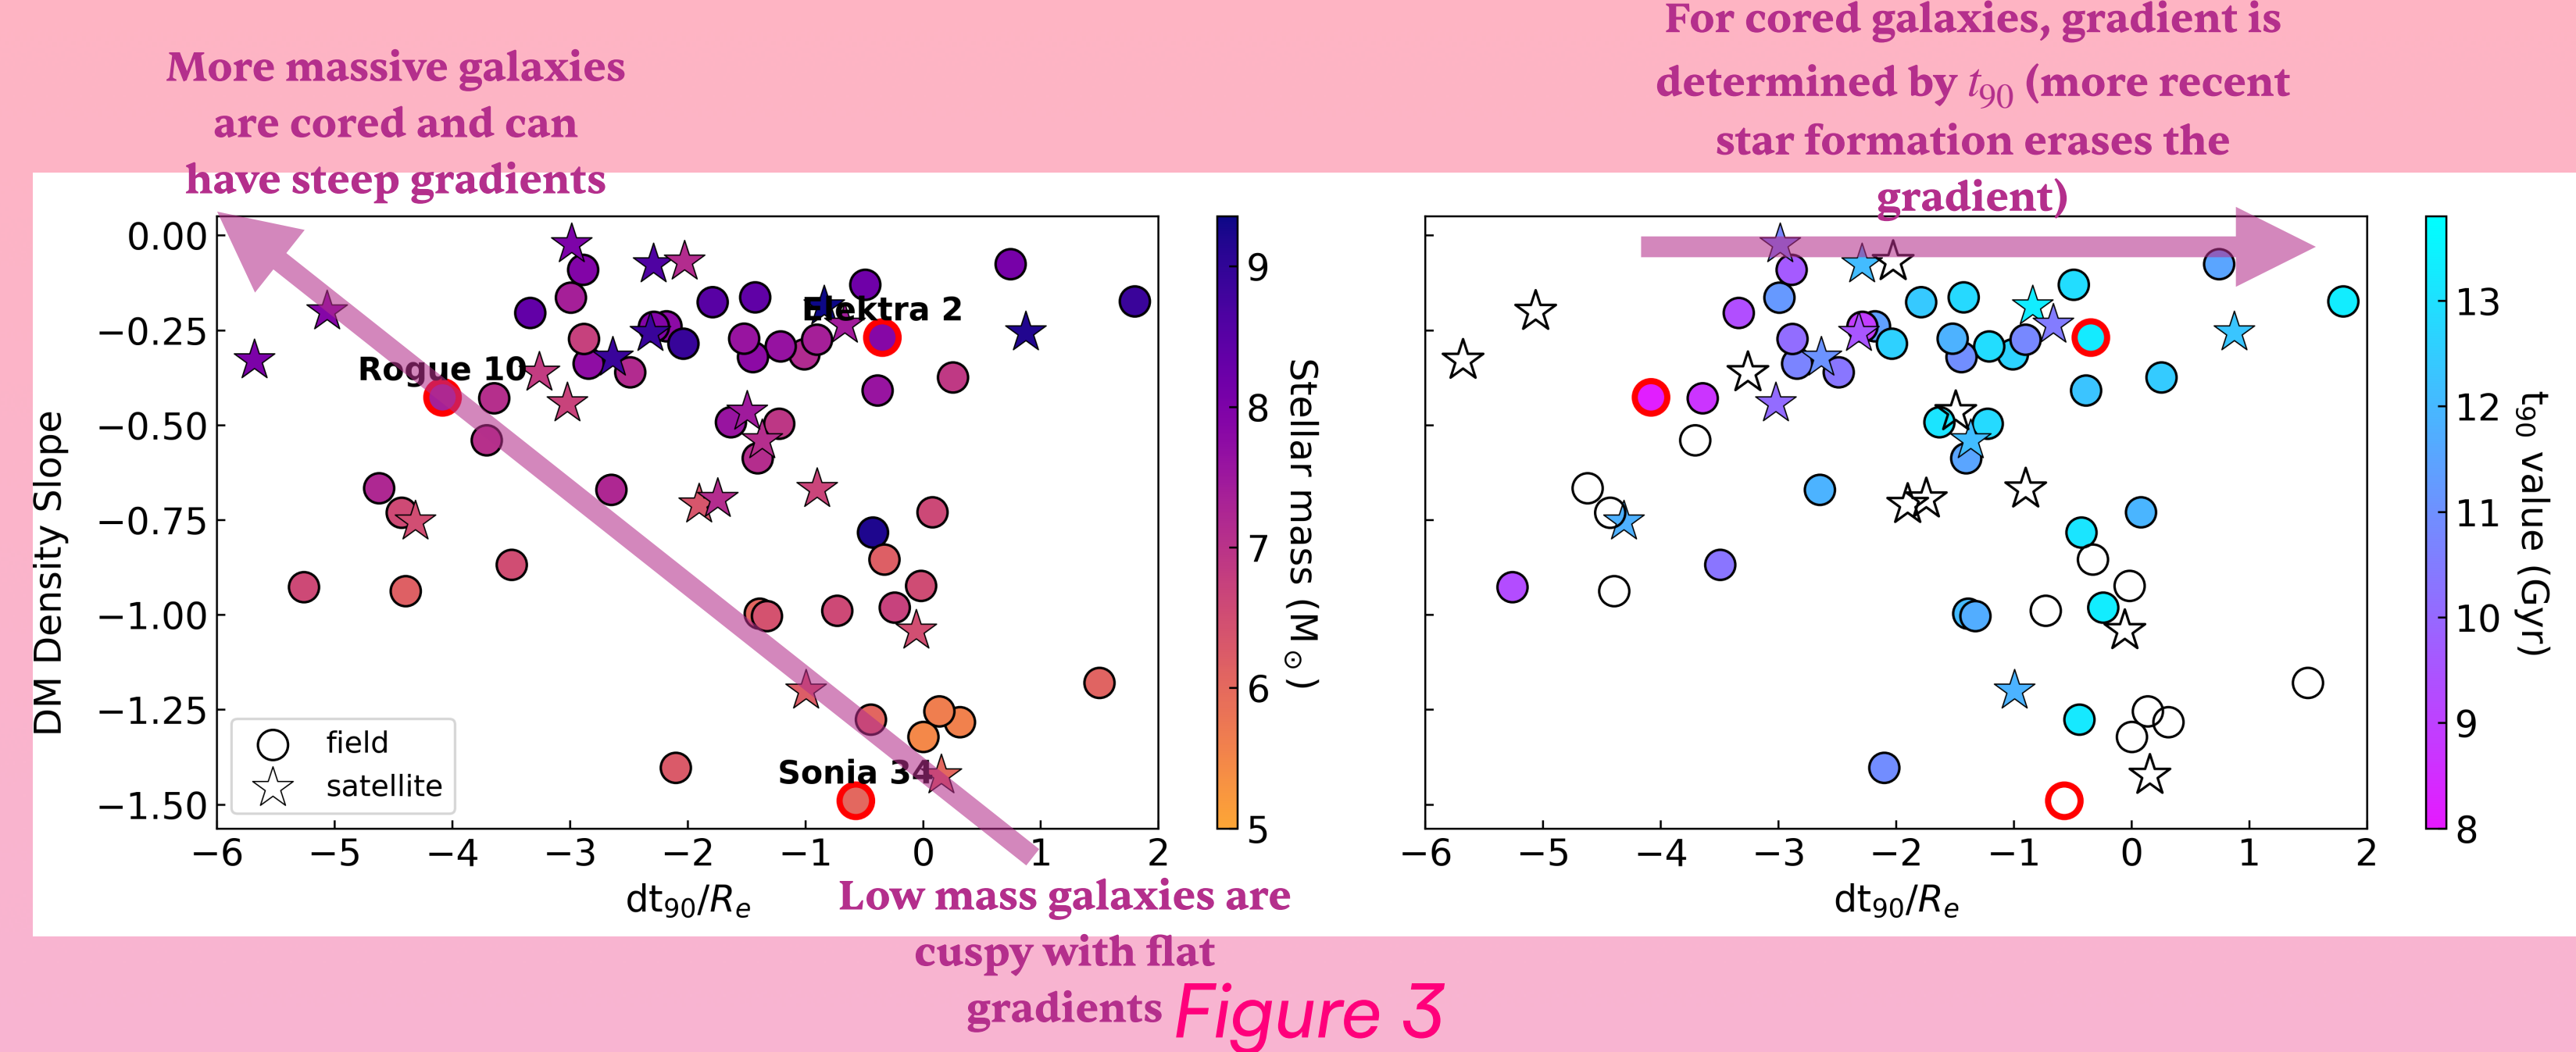 More massive galaxies
are cored and can
have steep gradients
For cored galaxies, gradient is
determined by t90 (more recent
star formation erases the
gradient)
0.00
−0.25
−0.50
−0.75
−1.00
−1.25
−1.50
DM Density Slope
Elektra 2
Rogue 10
Sonia 34
field
satellite
−6 −5 −4 −3 −2 −1 0 1 2
dt90/Re
9
8
7
6
5
Stellar mass (M⊙)
−6 −5 −4 −3 −2 −1 0 1 2
dt90/Re
13
12
11
10
9
8
t90 value (Gyr)
Low mass galaxies are
cuspy with flat
gradients
Figure 3